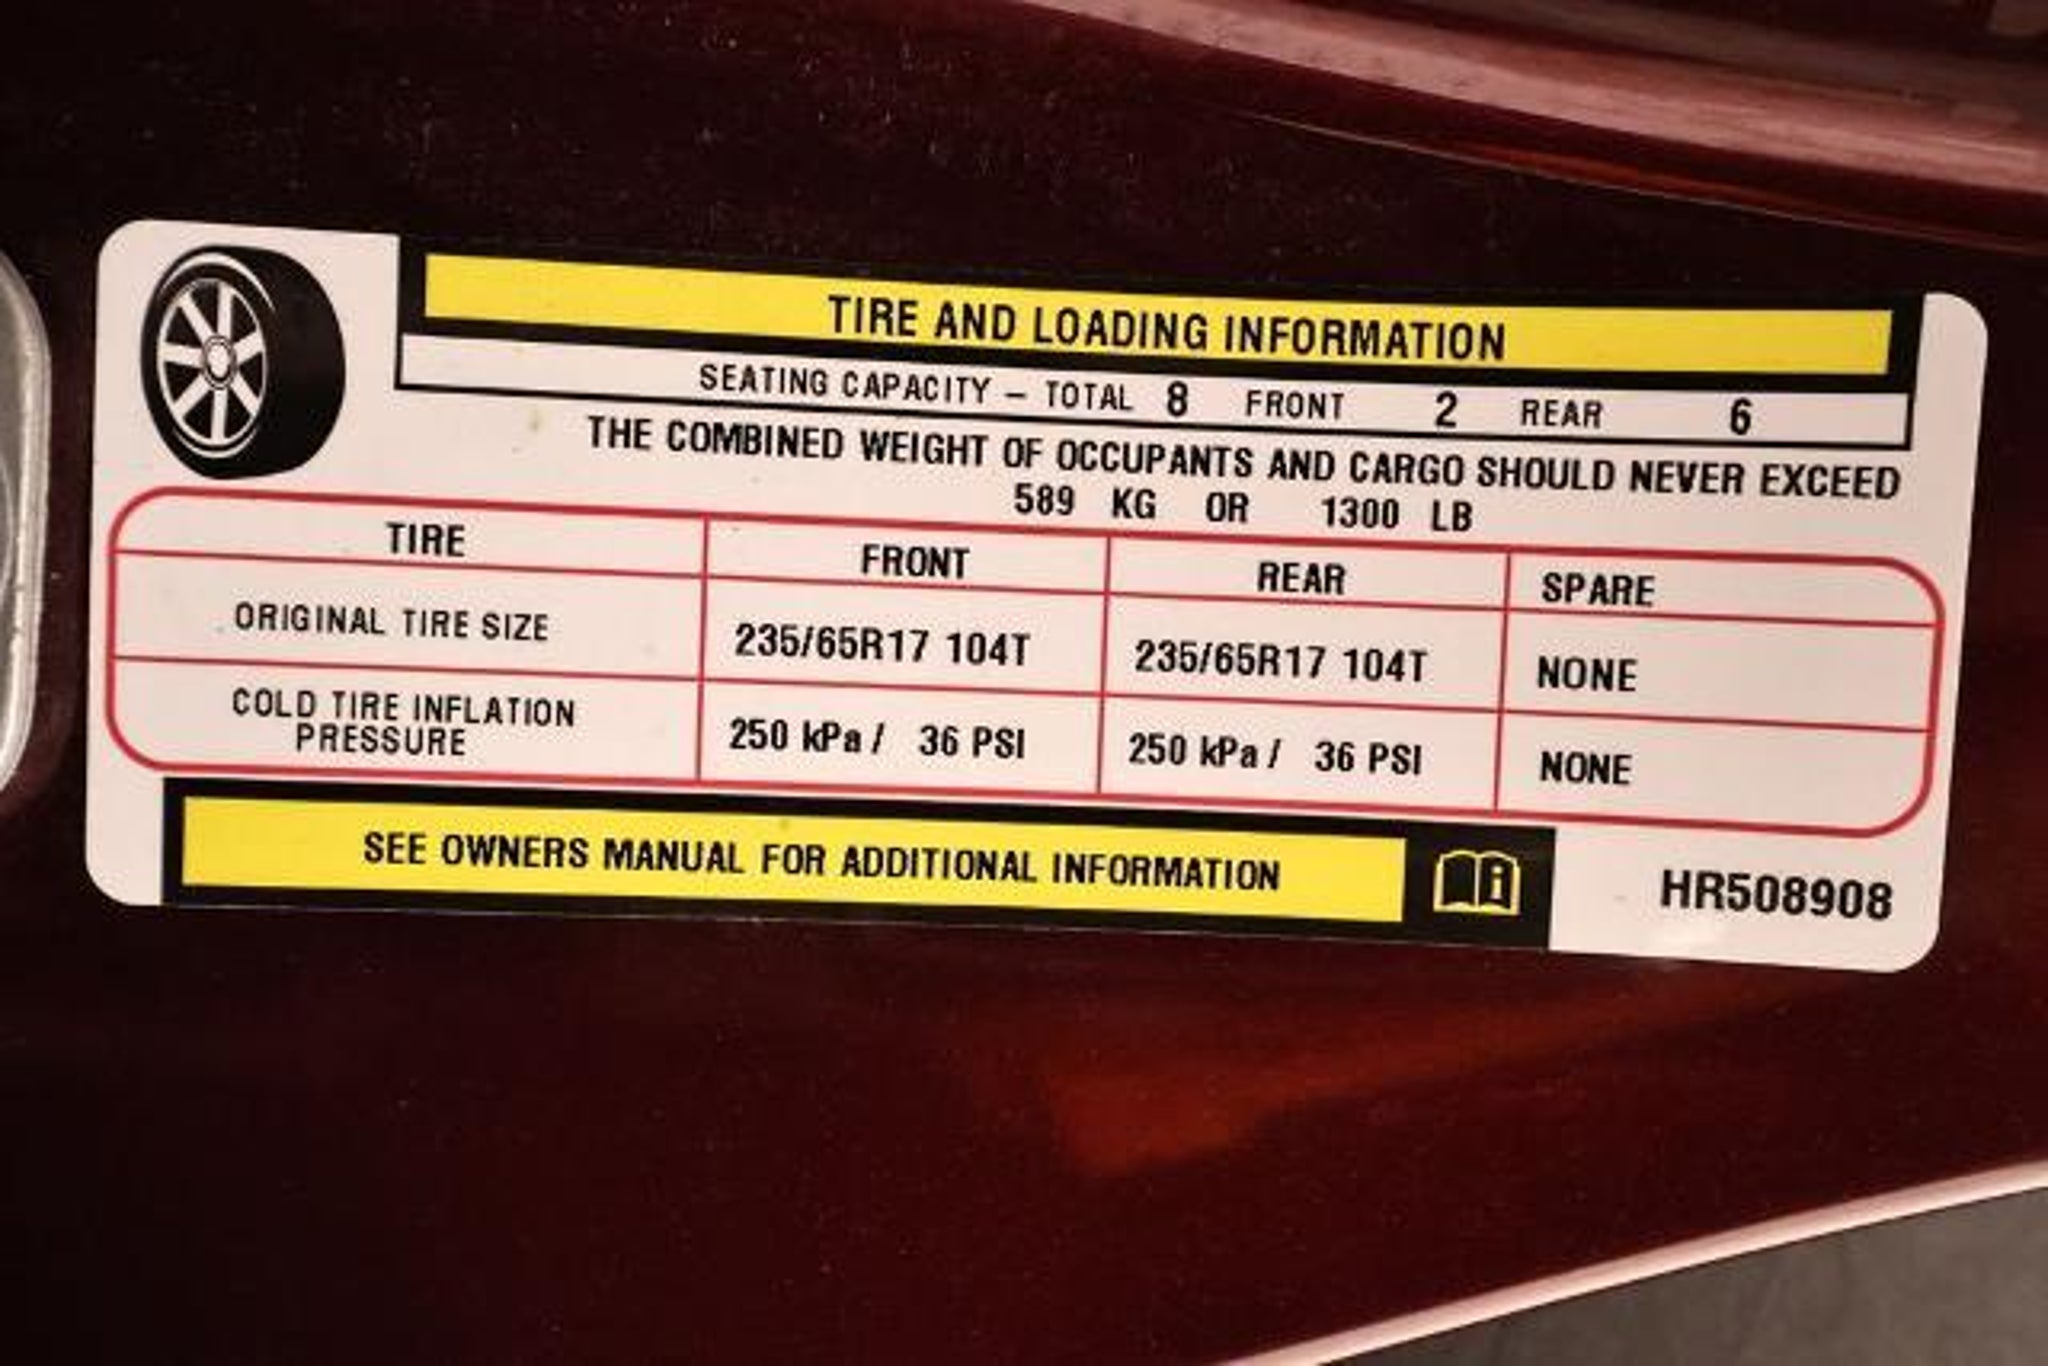 TIRE AND LOADING INFORMATION
SEATING CAPACITY – TOTAL 8 FRONT 2 REAR 6
THE COMBINED WEIGHT OF OCCUPANTS AND CARGO SHOULD NEVER EXCEED
589 KG OR 1300 LB
TIRE FRONT REAR SPARE
ORIGINAL TIRE SIZE 235/65R17 104T 235/65R17 104T NONE
COLD TIRE INFLATION
PRESSURE 250 kPa / 36 PSI 250 kPa / 36 PSI NONE
SEE OWNERS MANUAL FOR ADDITIONAL INFORMATION
HR508908